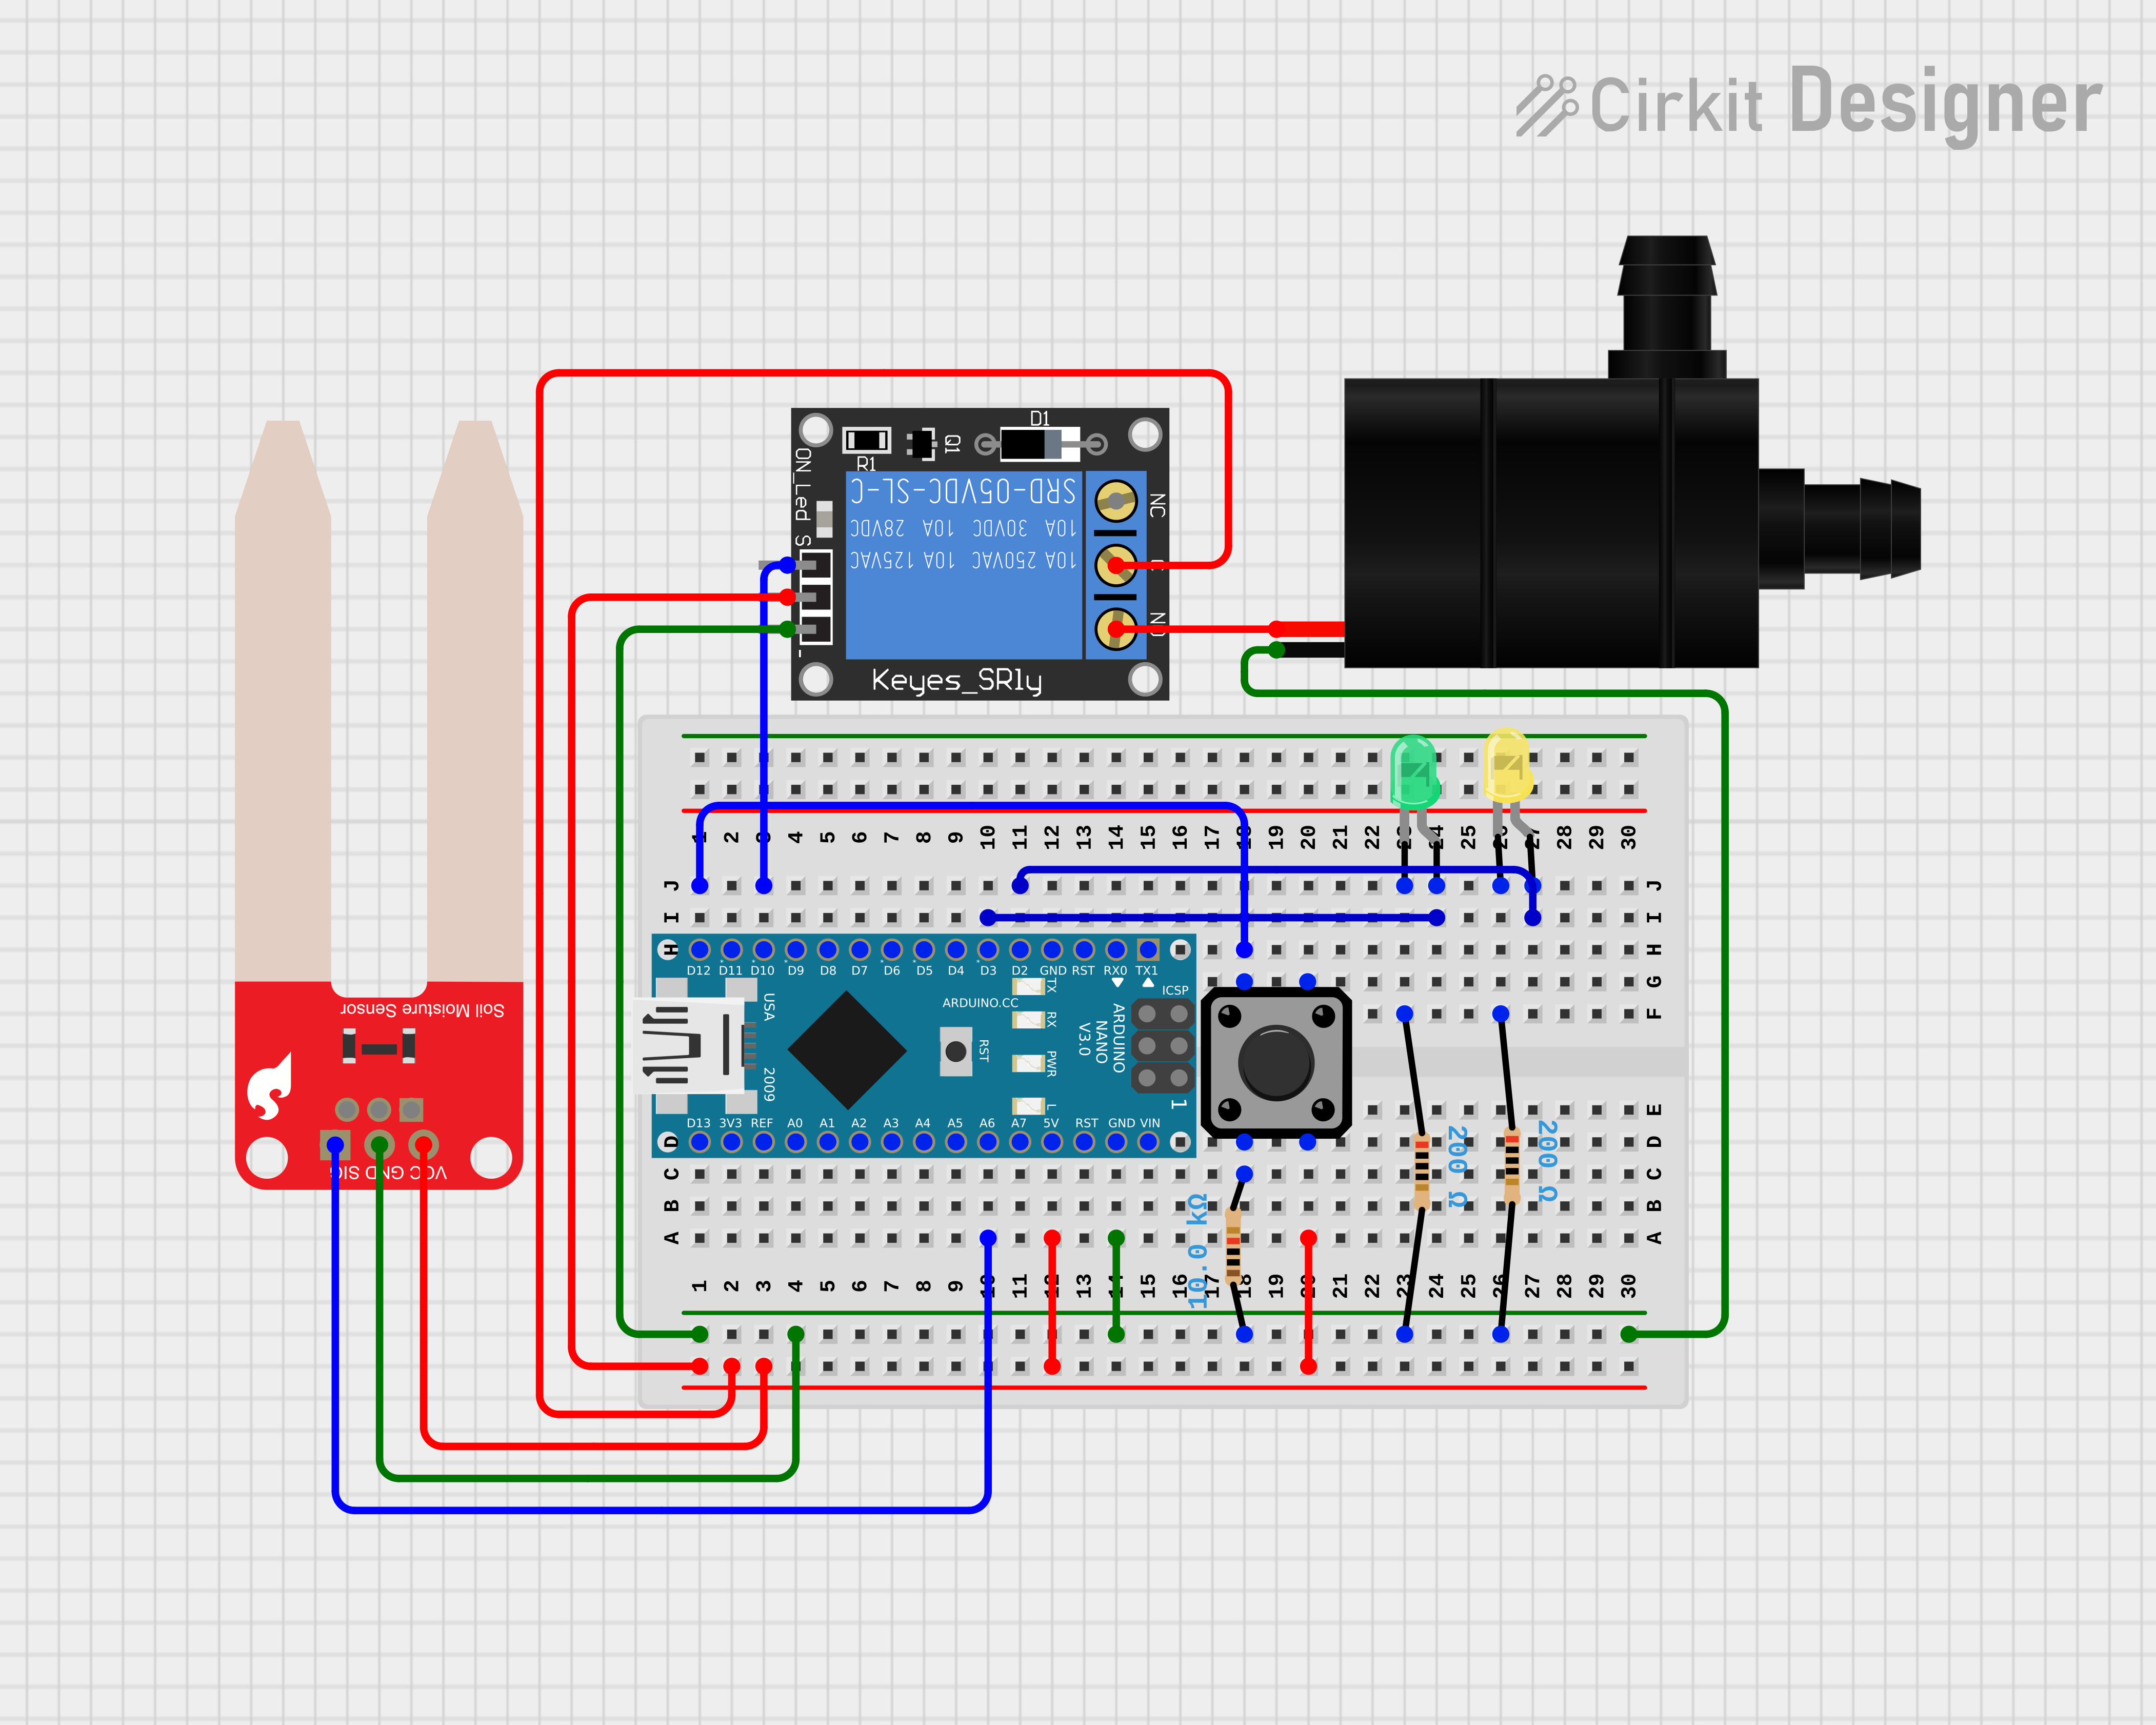 Cirkit Designer
D1
R1
Q1
ON_Led
S
-
SRD-05VDC-SL-C
10A 30VDC 10A 28VDC
10A 250VAC 10A 125VAC
NC
NO
Keyes_SRly
1 2 3 4 5 6 7 8 9 10 11 12 13 14 15 16 17 18 19 20 21 22 23 24 25 26 27 28 29 30
J J
I I
H H
G
F
D12 D11 D10 D9 D8 D7 D6 D5 D4 D3 D2 GND RST RX0 TX1
ICSP
USA
2009
ARDUINO.CC
RST
TX
RX
PWR
L
ARDUINO
NANO
V3.0
1
D13 3V3 REF A0 A1 A2 A3 A4 A5 A6 A7 5V RST GND VIN
E
D D
C C
B B
A A
200 Ω
200 Ω
10.0 kΩ
1 2 3 4 5 6 7 8 9 10 11 12 13 14 15 16 17 18 19 20 21 22 23 24 25 26 27 28 29 30
Soil Moisture Sensor
VCC GND SIG